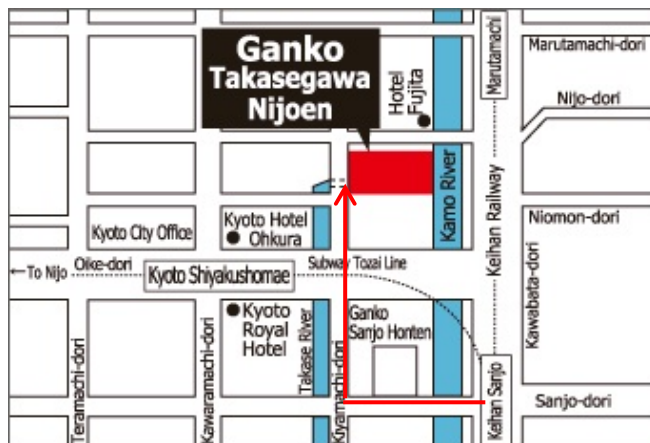 Ganko
Takasegawa
Nijoen
Hotel
Fujita
Marutamachi
Marutamachi-dori
Nijo-dori
Kamo River
Keihan Railway
Niomon-dori
Kyoto City Office
Kyoto Hotel
Ohkura
←To Nijo
Oike-dori
Kyoto Shiyakushomae
Subway Tozai Line
Kawabata-dori
Kyoto
Royal
Hotel
Takase River
Ganko
Sanjo Honten
Teramachi-dori
Kawaramachi-dori
Kiyamachi-dori
Keihan Sanjo
Sanjo-dori